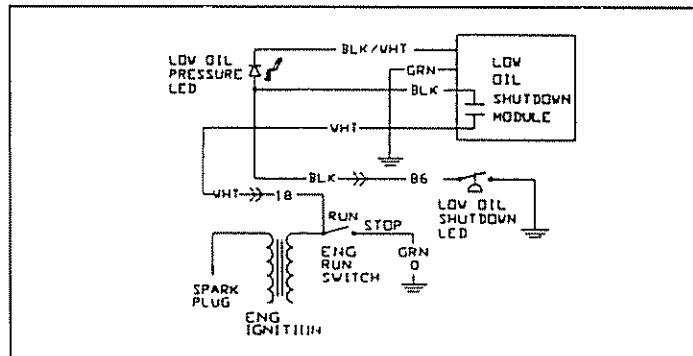 BLK/WHT
LOW OIL
PRESSURE
LED
GRN
BLK
LOW
OIL
SHUTDOWN
MODULE
WHT
BLK
86
WHT
18
LOW OIL
SHUTDOWN
LED
RUN
STOP
ENG
RUN
SWITCH
GRN
0
SPARK
PLUG
ENG
IGNITION